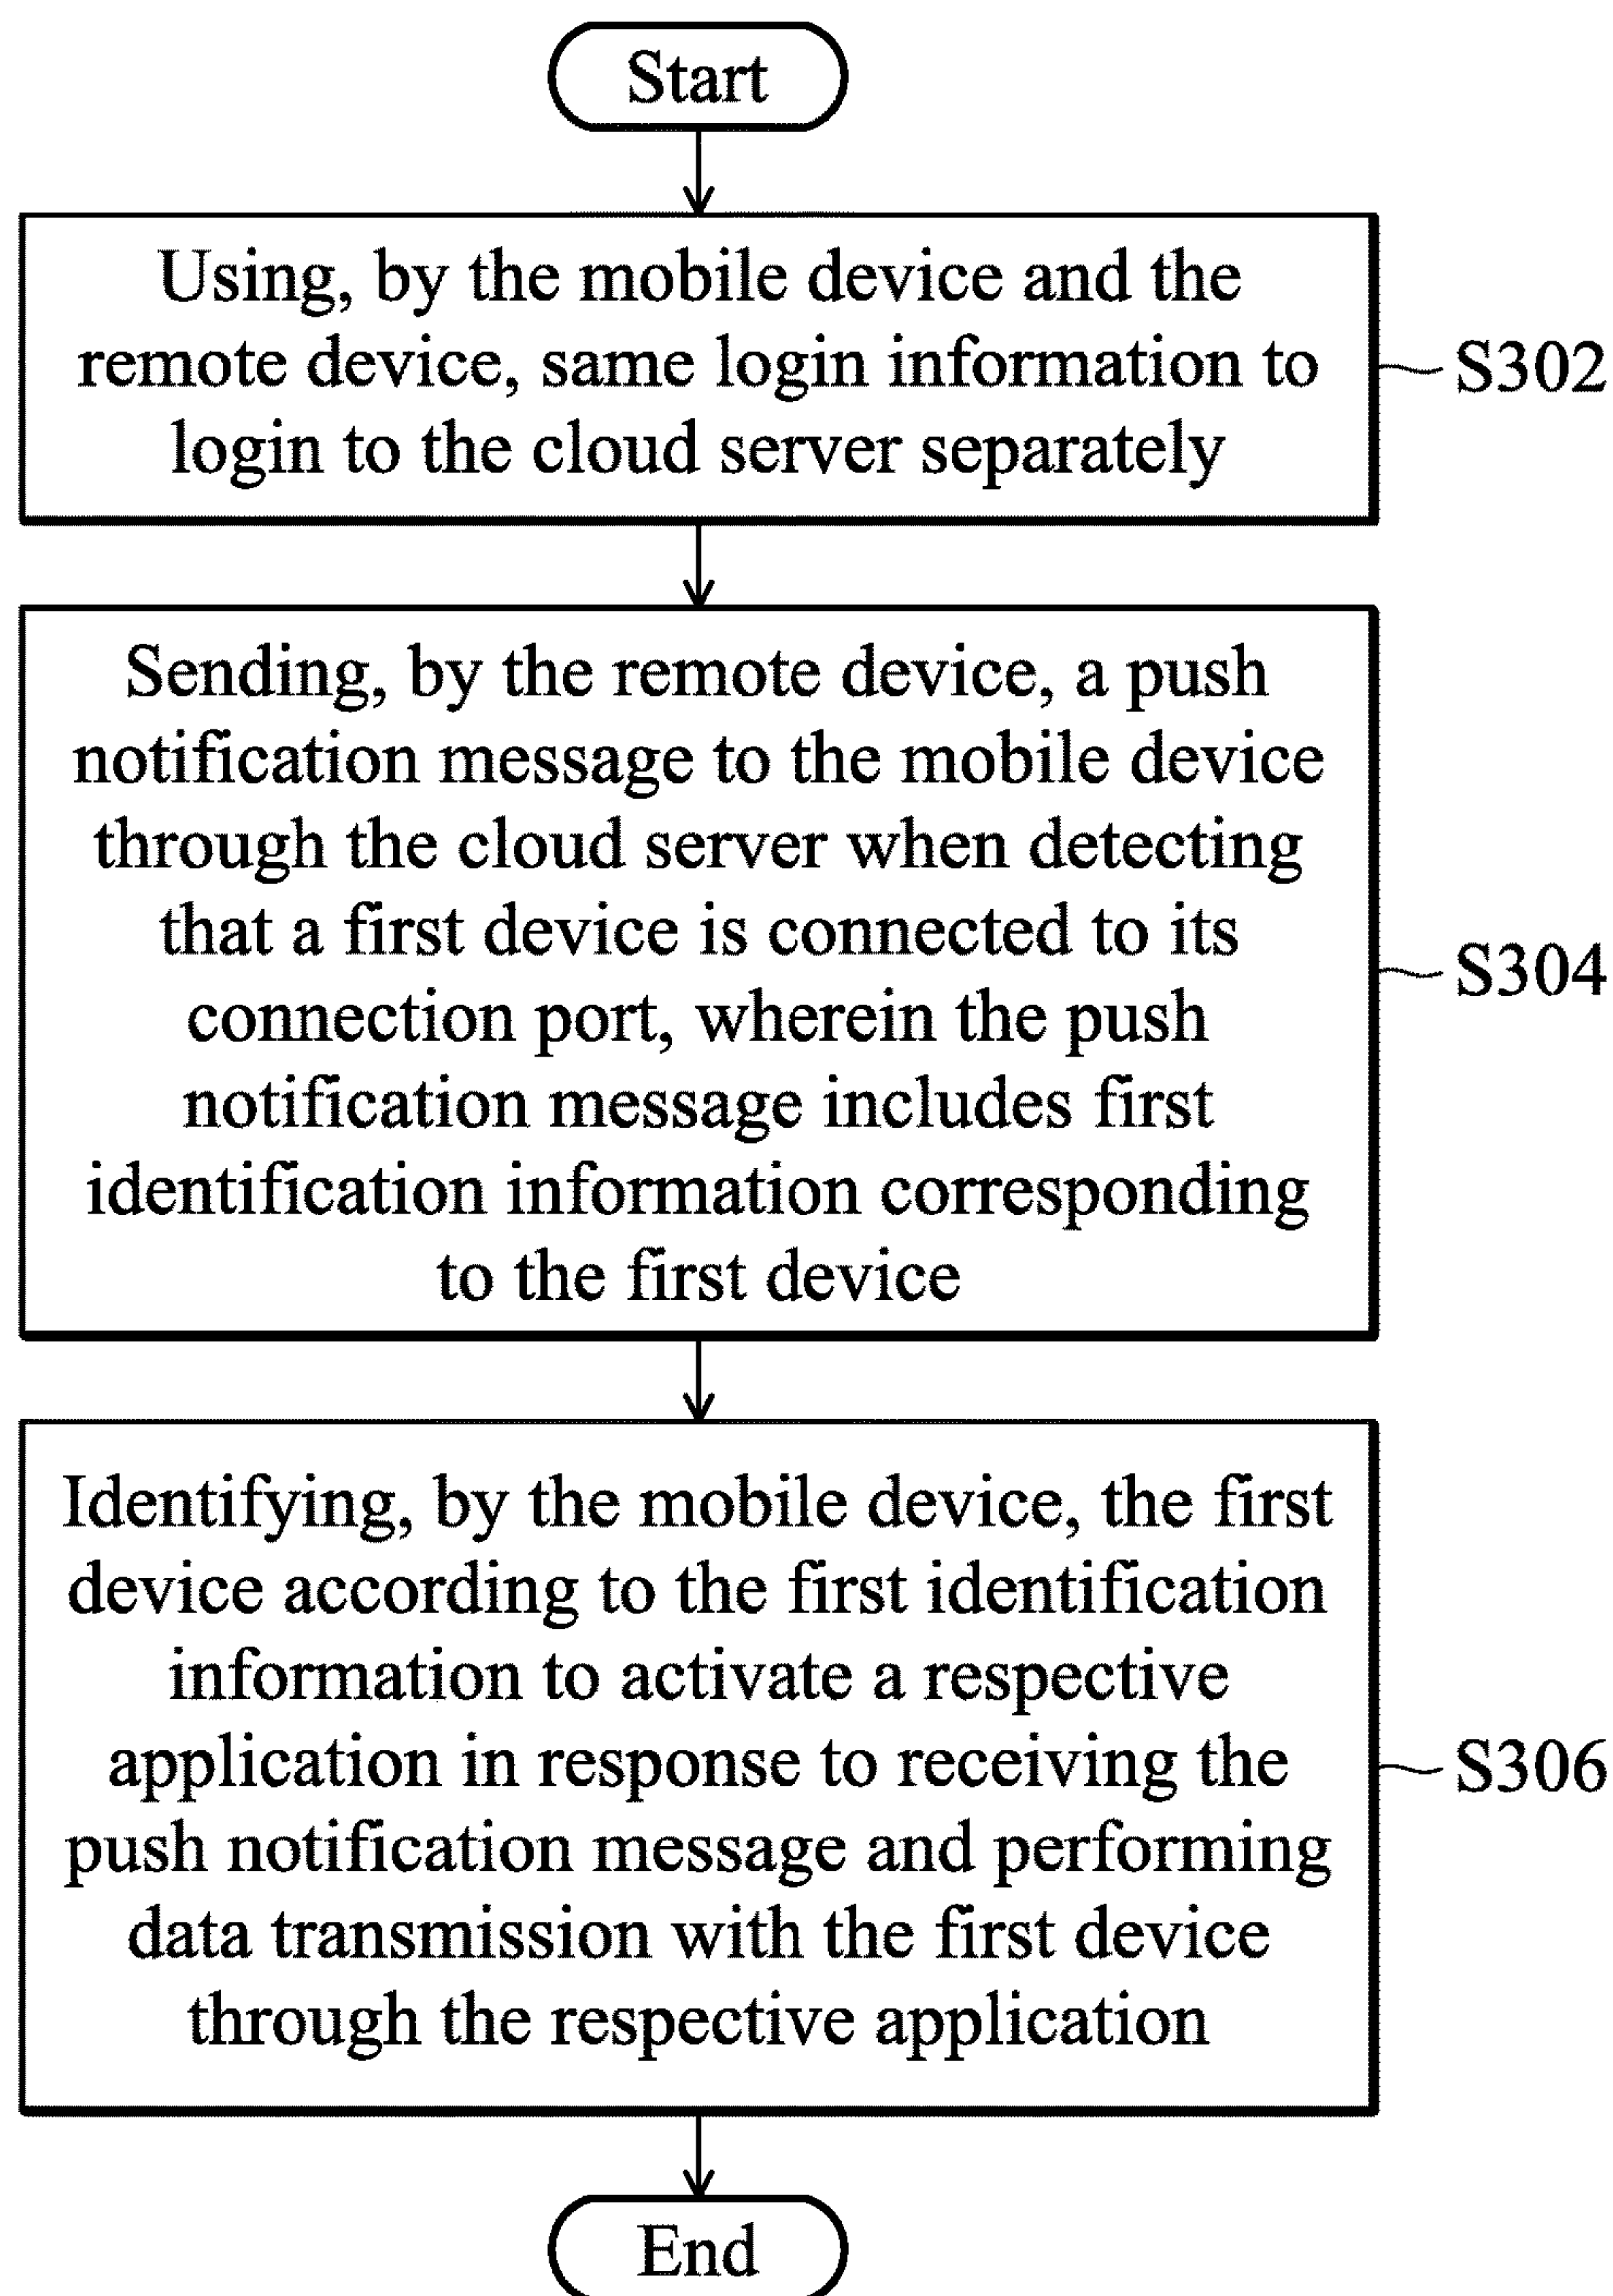 Start
Using, by the mobile device and the
remote device, same login information to
login to the cloud server separately
S302
Sending, by the remote device, a push
notification message to the mobile device
through the cloud server when detecting
that a first device is connected to its
connection port, wherein the push
notification message includes first
identification information corresponding
to the first device
S304
Identifying, by the mobile device, the first
device according to the first identification
information to activate a respective
application in response to receiving the
push notification message and performing
data transmission with the first device
through the respective application
S306
End